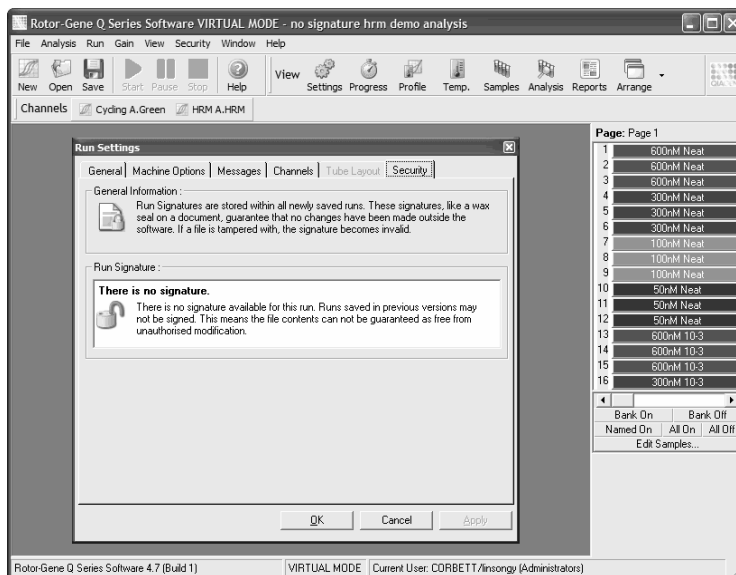 Rotor-Gene Q Series Software VIRTUAL MODE - no signature hrm demo analysis
File Analysis Run Gain View Security Window Help
New Open Save Start Pause Stop Help View Settings Progress Profile Temp. Samples Analysis Reports Arrange
Channels Cycling A.Green HRM A.HRM
Page: Page 1
Run Settings
General Machine Options Messages Channels Tube Layout Security
General Information :
Run Signatures are stored within all newly saved runs. These signatures, like a wax
seal on a document, guarantee that no changes have been made outside the
software. If a file is tampered with, the signature becomes invalid.
Run Signature :
There is no signature.
There is no signature available for this run. Runs saved in previous versions may
not be signed. This means the file contents can not be guaranteed as free from
unauthorised modification.
OK Cancel Apply
1 600nM Neat
2 600nM Neat
3 600nM Neat
4 300nM Neat
5 300nM Neat
6 300nM Neat
7 100nM Neat
8 100nM Neat
9 100nM Neat
10 50nM Neat
11 50nM Neat
12 50nM Neat
13 600nM 10-3
14 600nM 10-3
15 600nM 10-3
16 300nM 10-3
Bank On Bank Off
Named On All On All Off
Edit Samples...
Rotor-Gene Q Series Software 4.7 (Build 1) VIRTUAL MODE Current User: CORBETT/linsongy (Administrators)